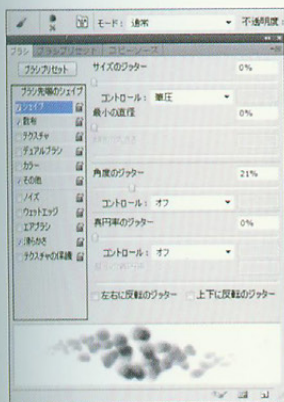 26 モード: 通常 不透明度:
ブラシ ブラシプリセット コピーソース
ブラシプリセット
サイズのジッター 0%
ブラシ先端のシェイプ
コントロール: 筆圧
シェイプ
最小の直径 0%
散布
テクスチャ
デュアルブラシ
カラー
角度のジッター 21%
その他
コントロール: オフ
ノイズ
ウェットエッジ
真円率のジッター 0%
エアブラシ
滑らかさ
コントロール: オフ
テクスチャの保護
左右に反転のジッター 上下に反転のジッター